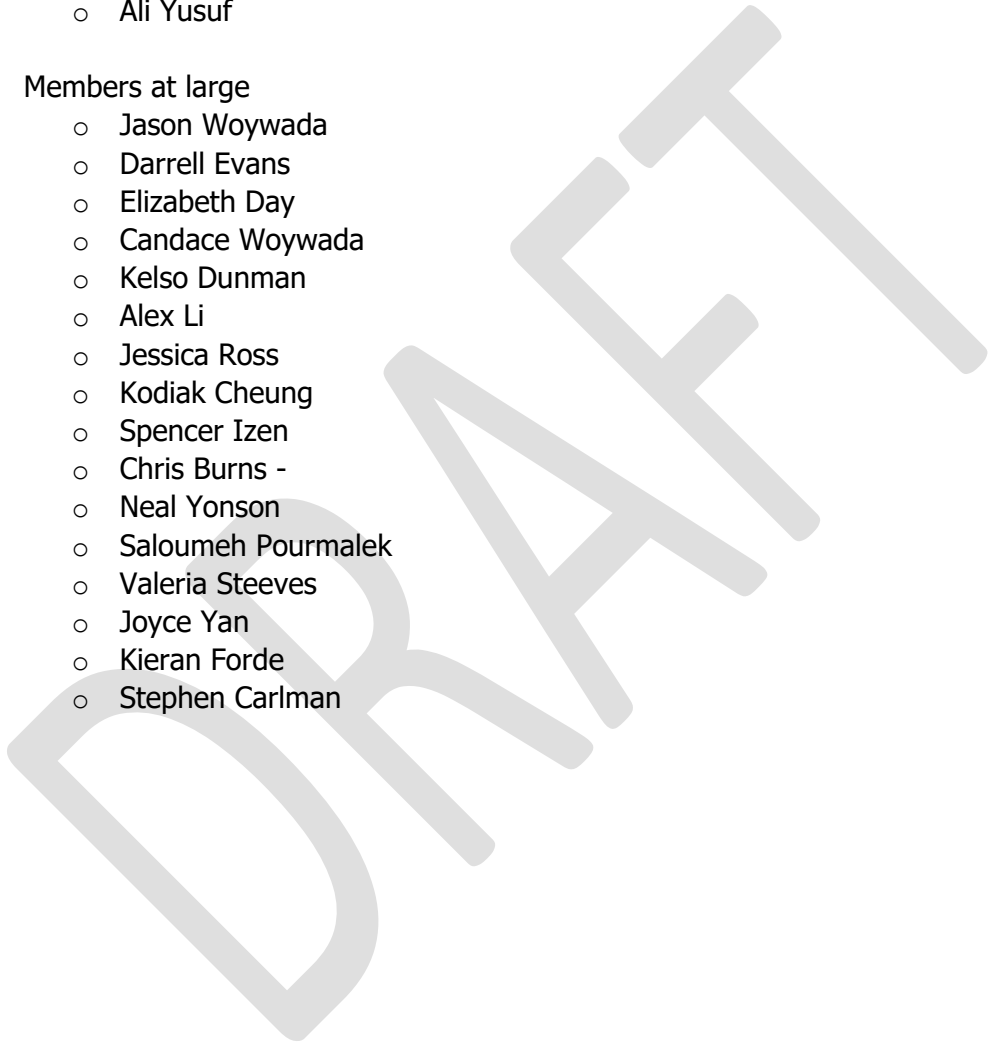 ○ Ali Yusuf
Members at large
○ Jason Woywada
○ Darrell Evans
○ Elizabeth Day
○ Candace Woywada
○ Kelso Dunman
○ Alex Li
○ Jessica Ross
○ Kodiak Cheung
○ Spencer Izen
○ Chris Burns -
○ Neal Yonson
○ Saloumeh Pourmalek
○ Valeria Steeves
○ Joyce Yan
○ Kieran Forde
○ Stephen Carlman
DRAFT